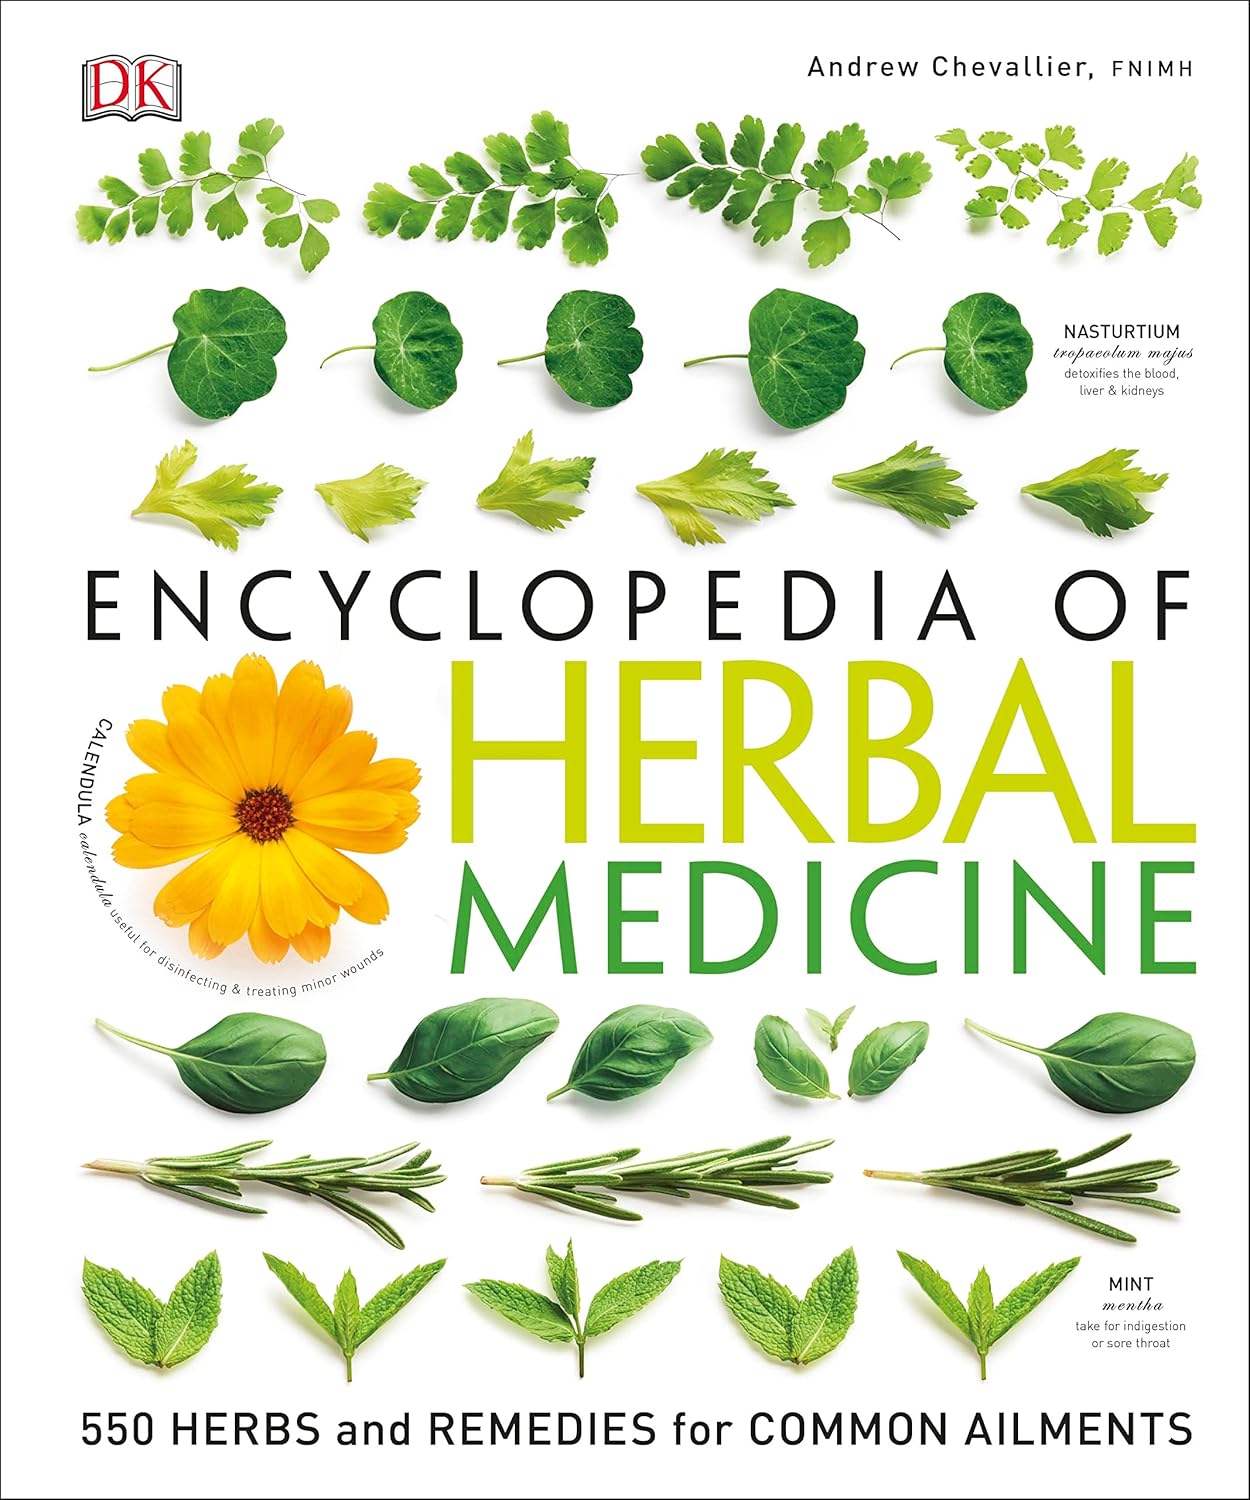 DK
Andrew Chevallier, FNIMH
NASTURTIUM
tropaeolum majus
detoxifies the blood,
liver & kidneys
ENCYCLOPEDIA OF
HERBAL
MEDICINE
CALENDULA calendula useful for disinfecting & treating minor wounds
MINT
mentha
take for indigestion
or sore throat
550 HERBS and REMEDIES for COMMON AILMENTS